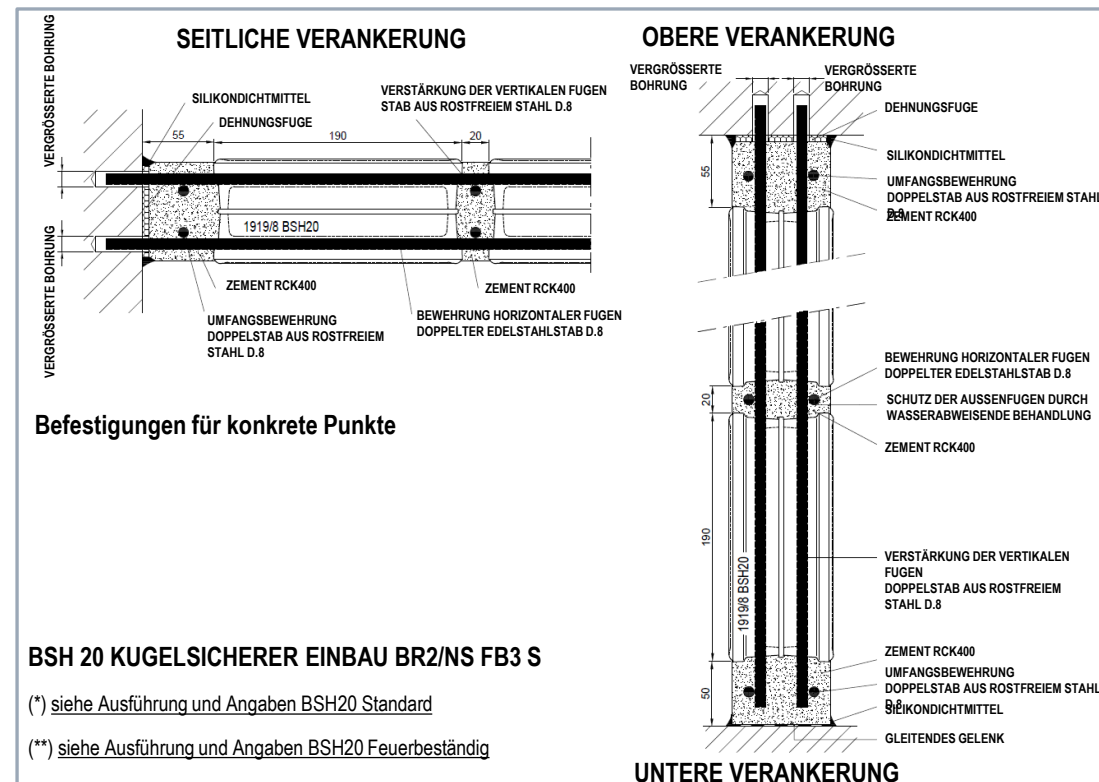 SEITLICHE VERANKERUNG
VERGRÖSSERTE BOHRUNG
SILIKONDICHTMITTEL
DEHNUNGSFUGE
VERSTÄRKUNG DER VERTIKALEN FUGEN
STAB AUS ROSTFREIEM STAHL D.8
55
190
20
1919/8 BSH20
VERGRÖSSERTE BOHRUNG
ZEMENT RCK400
ZEMENT RCK400
UMFANGSBEWEHRUNG
DOPPELSTAB AUS ROSTFREIEM
STAHL D.8
BEWEHRUNG HORIZONTALER FUGEN
DOPPELTER EDELSTAHLSTAB D.8
Befestigungen für konkrete Punkte
BSH 20 KUGELSICHERER EINBAU BR2/NS FB3 S
(*) siehe Ausführung und Angaben BSH20 Standard
(**) siehe Ausführung und Angaben BSH20 Feuerbeständig
OBERE VERANKERUNG
VERGRÖSSERTE
BOHRUNG
VERGRÖSSERTE
BOHRUNG
DEHNUNGSFUGE
SILIKONDICHTMITTEL
55
UMFANGSBEWEHRUNG
DOPPELSTAB AUS ROSTFREIEM STAHL
D.8
ZEMENT RCK400
BEWEHRUNG HORIZONTALER FUGEN
DOPPELTER EDELSTAHLSTAB D.8
20
SCHUTZ DER AUSSENFUGEN DURCH
WASSERABWEISENDE BEHANDLUNG
ZEMENT RCK400
190
1919/8 BSH20
VERSTÄRKUNG DER VERTIKALEN
FUGEN
DOPPELSTAB AUS ROSTFREIEM
STAHL D.8
50
ZEMENT RCK400
UMFANGSBEWEHRUNG
DOPPELSTAB AUS ROSTFREIEM STAHL
D.8
SILIKONDICHTMITTEL
GLEITENDES GELENK
UNTERE VERANKERUNG